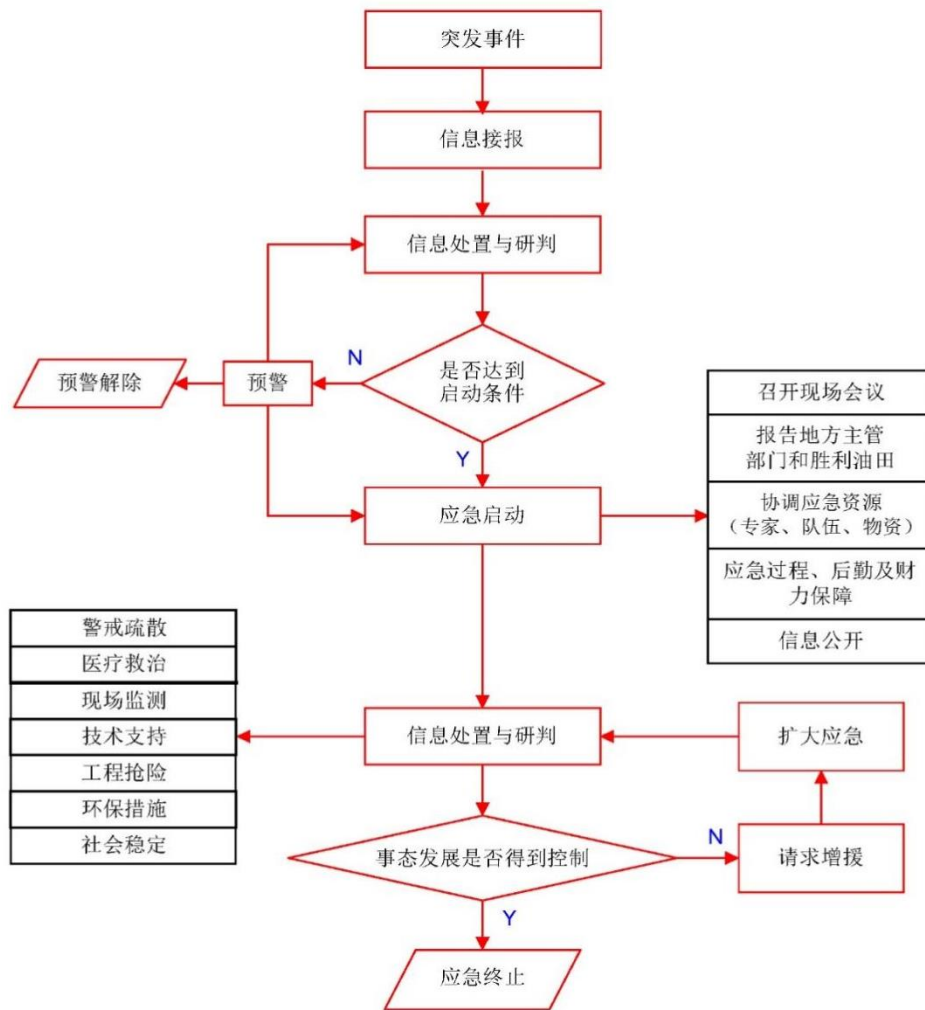 突发事件
信息接报
信息处置与研判
是否达到
启动条件
N
预警
预警解除
Y
应急启动
召开现场会议
报告地方主管
部门和胜利油田
协调应急资源
（专家、队伍、物资）
应急过程、后勤及财
力保障
信息公开
警戒疏散
医疗救治
现场监测
技术支持
工程抢险
环保措施
社会稳定
信息处置与研判
扩大应急
事态发展是否得到控制
N
请求增援
Y
应急终止